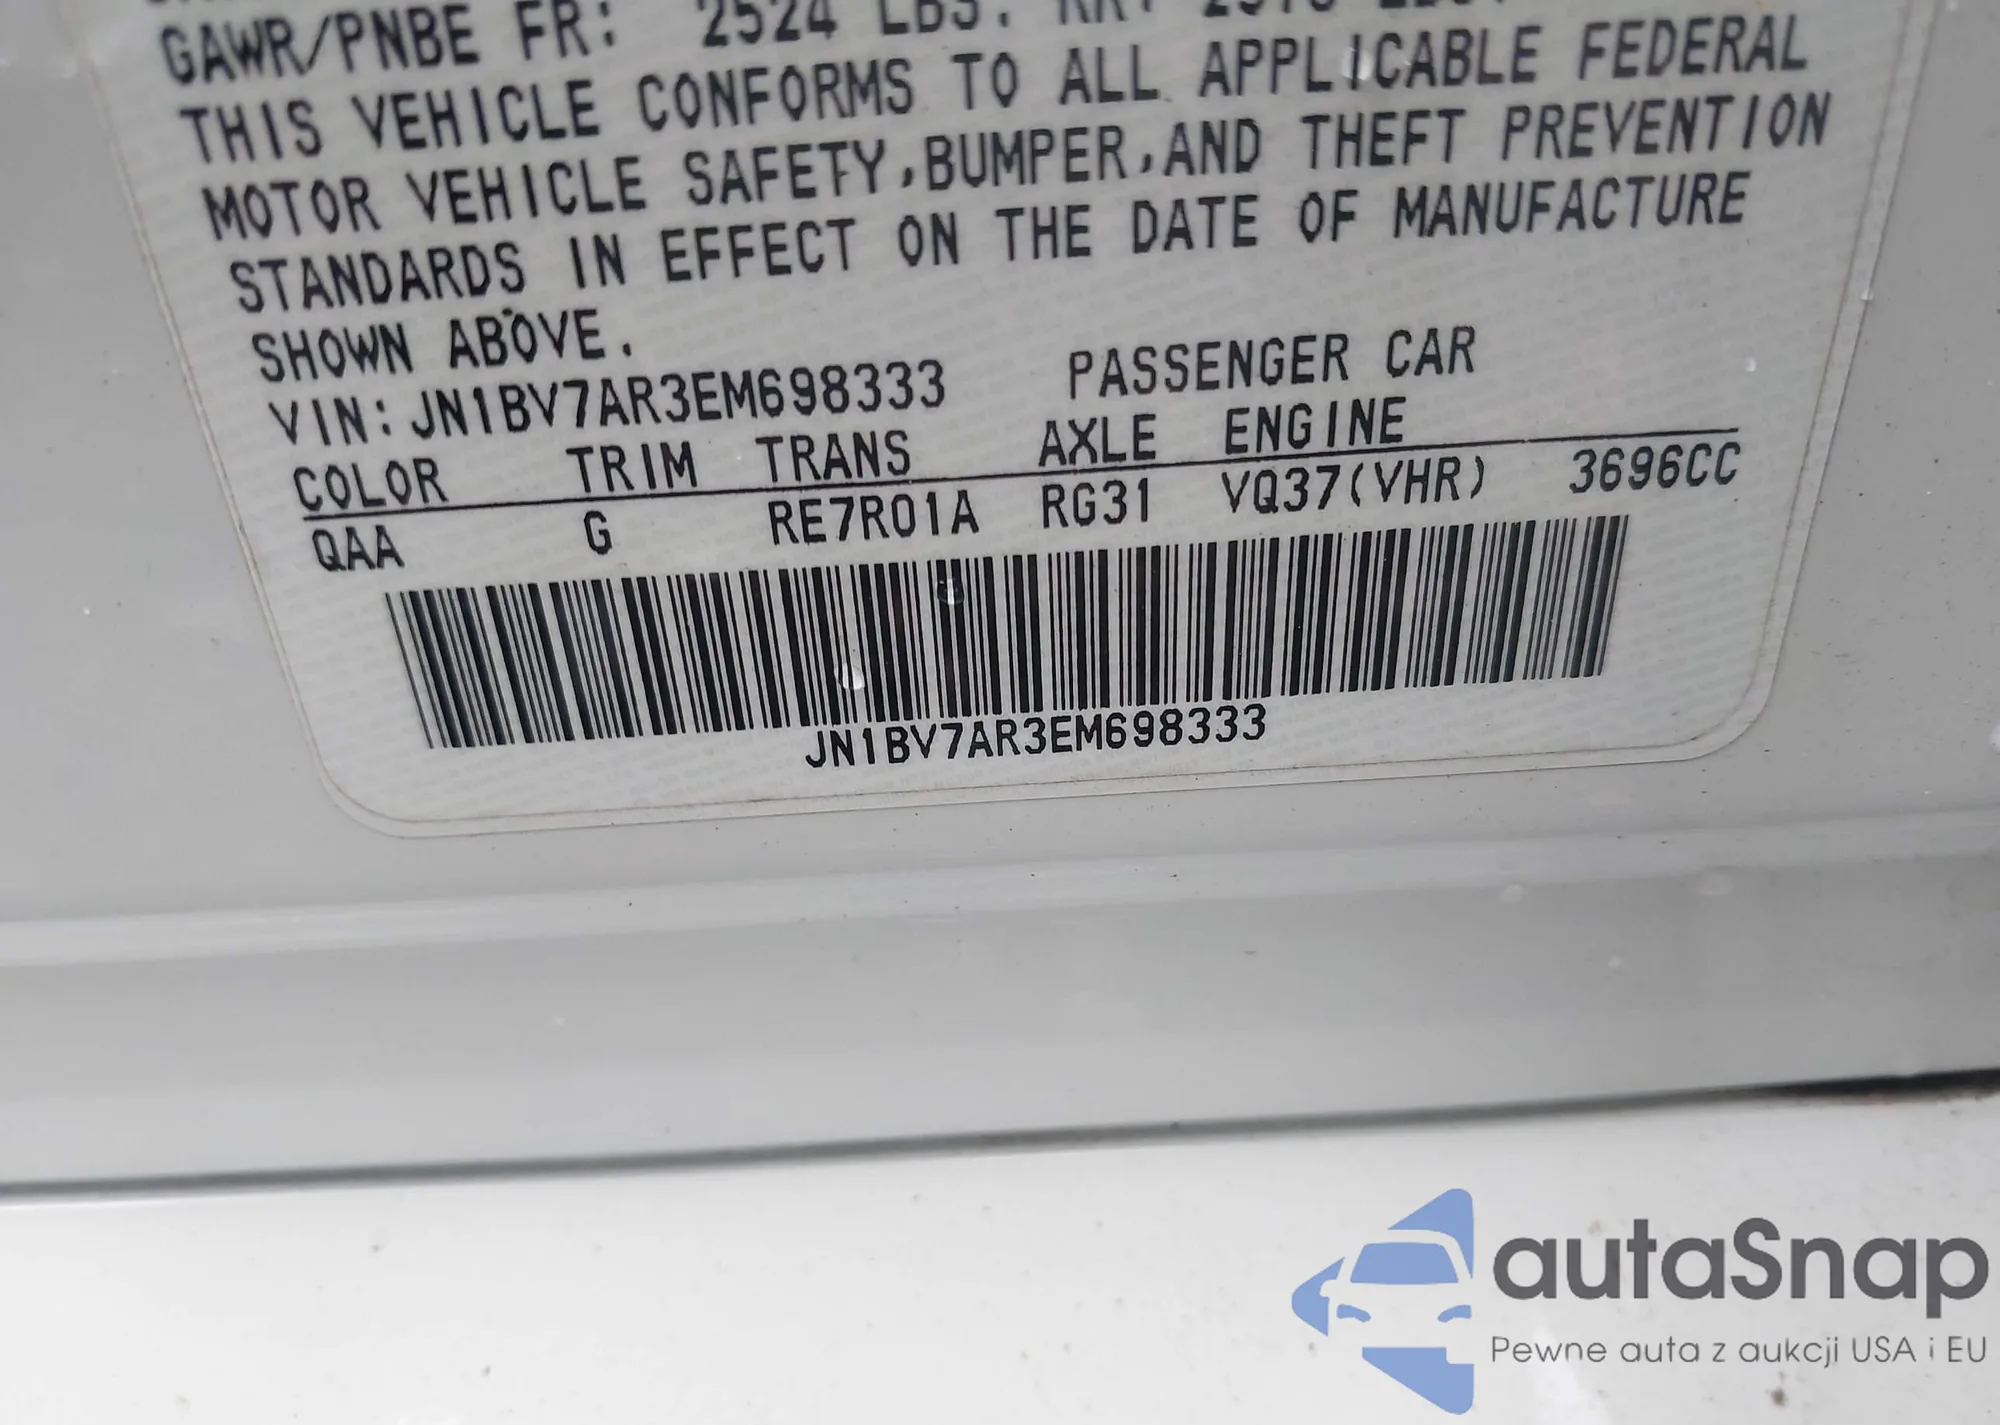 GAWR/PNBE FR: 2524 LBS. RR:
THIS VEHICLE CONFORMS TO ALL APPLICABLE FEDERAL
MOTOR VEHICLE SAFETY,BUMPER,AND THEFT PREVENTION
STANDARDS IN EFFECT ON THE DATE OF MANUFACTURE
SHOWN ABOVE.
VIN:JN1BV7AR3EM698333 PASSENGER CAR
COLOR TRIM TRANS AXLE ENGINE
QAA G RE7R01A RG31 VQ37(VHR) 3696CC
JN1BV7AR3EM698333
autaSnap
Pewne auta z aukcji USA i EU